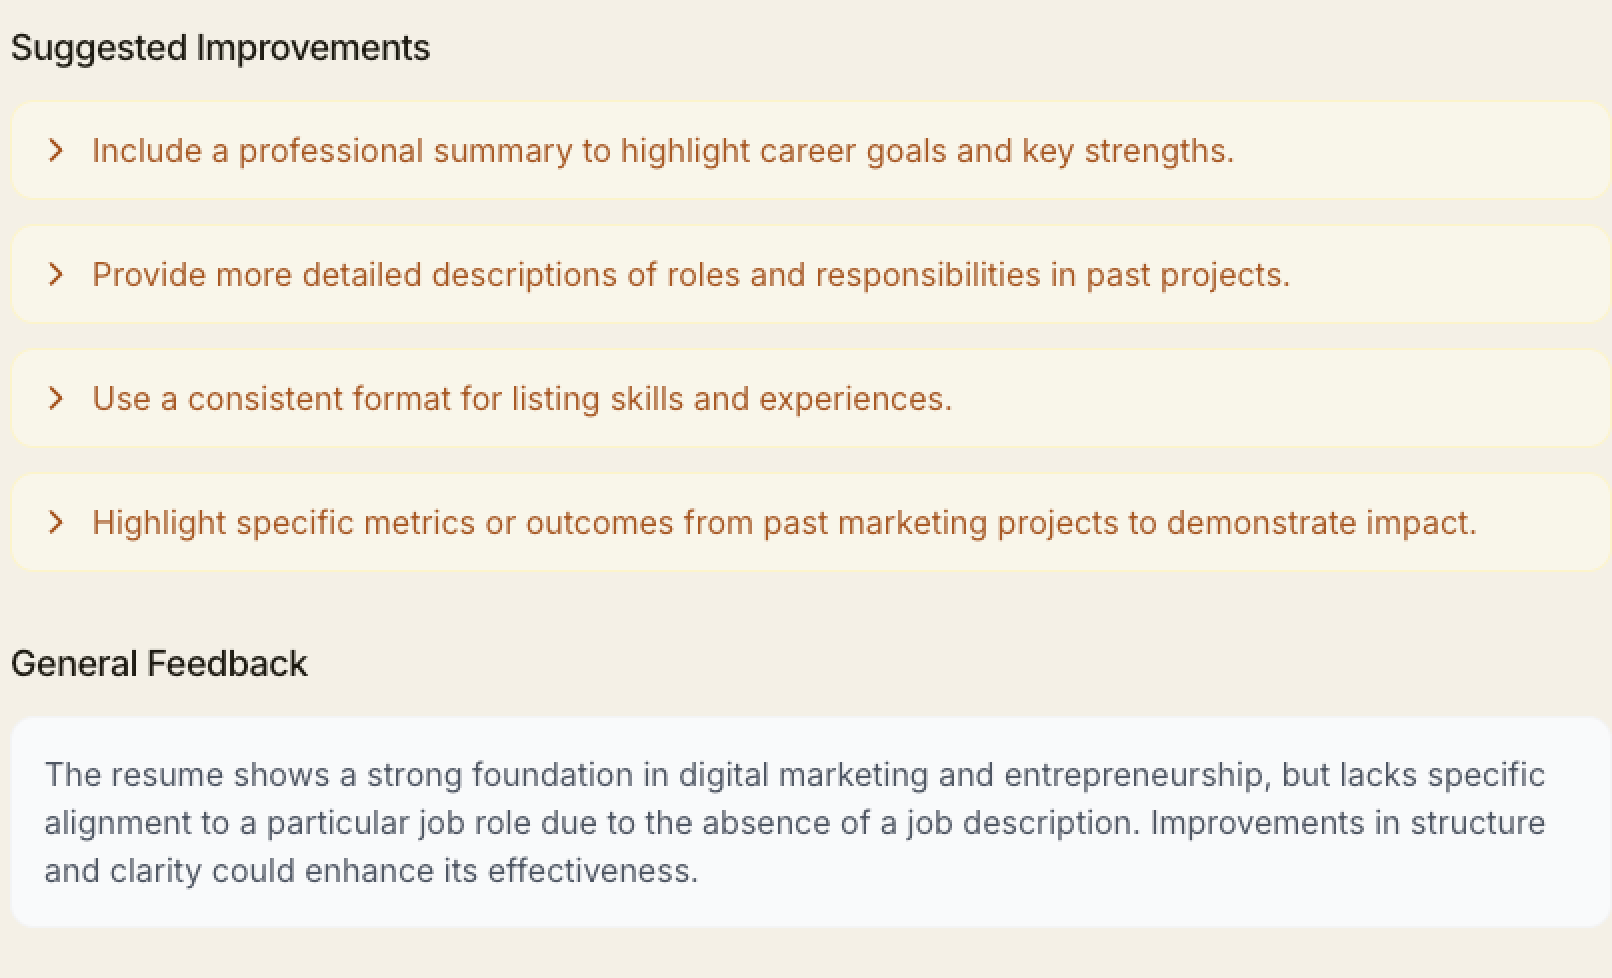 Suggested Improvements
Include a professional summary to highlight career goals and key strengths.
Provide more detailed descriptions of roles and responsibilities in past projects.
Use a consistent format for listing skills and experiences.
Highlight specific metrics or outcomes from past marketing projects to demonstrate impact.
General Feedback
The resume shows a strong foundation in digital marketing and entrepreneurship, but lacks specific
alignment to a particular job role due to the absence of a job description. Improvements in structure
and clarity could enhance its effectiveness.